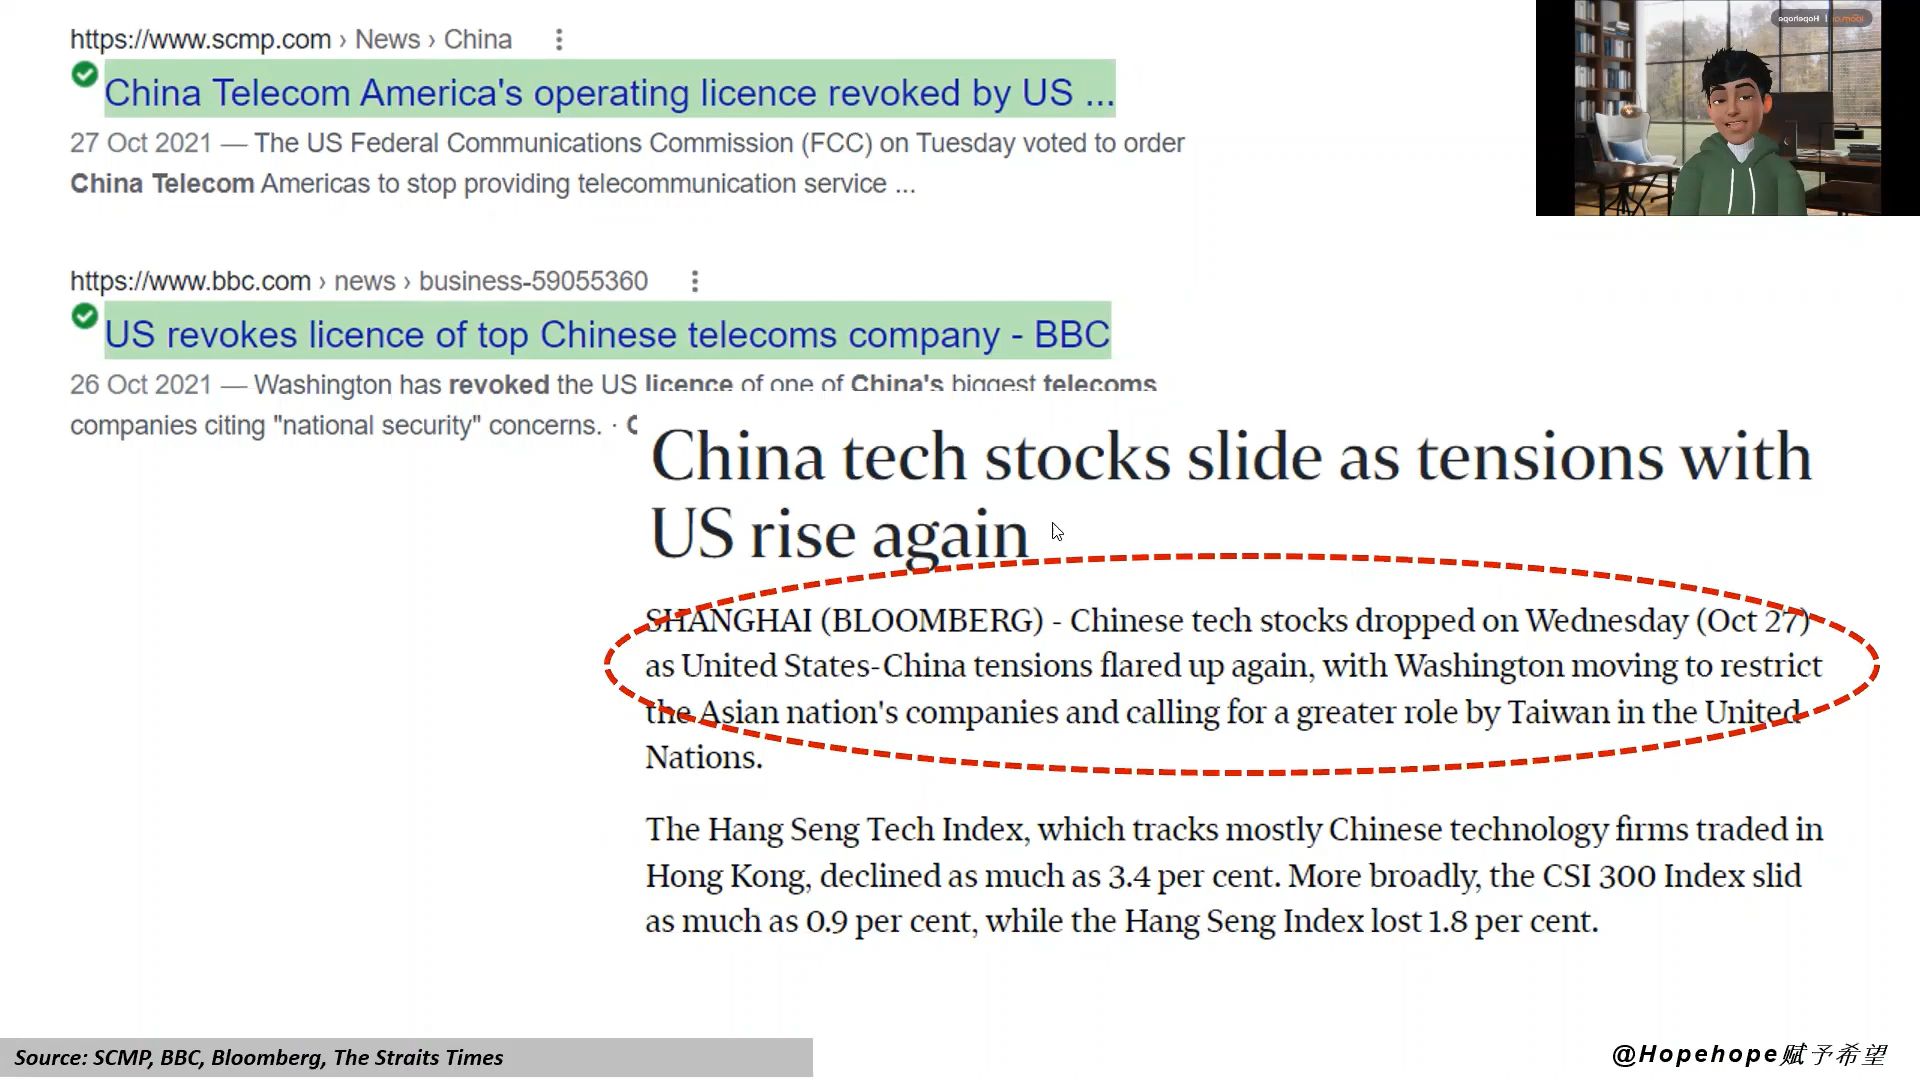 https://www.scmp.com › News › China
China Telecom America's operating licence revoked by US ...
27 Oct 2021 — The US Federal Communications Commission (FCC) on Tuesday voted to order
China Telecom Americas to stop providing telecommunication service ...
https://www.bbc.com › news › business-59055360
US revokes licence of top Chinese telecoms company - BBC
26 Oct 2021 — Washington has revoked the US licence of one of China's biggest telecoms
companies citing "national security" concerns. ·
China tech stocks slide as tensions with
US rise again
SHANGHAI (BLOOMBERG) - Chinese tech stocks dropped on Wednesday (Oct 27)
as United States-China tensions flared up again, with Washington moving to restrict
the Asian nation's companies and calling for a greater role by Taiwan in the United
Nations.
The Hang Seng Tech Index, which tracks mostly Chinese technology firms traded in
Hong Kong, declined as much as 3.4 per cent. More broadly, the CSI 300 Index slid
as much as 0.9 per cent, while the Hang Seng Index lost 1.8 per cent.
Source: SCMP, BBC, Bloomberg, The Straits Times
@Hopehope赋予希望